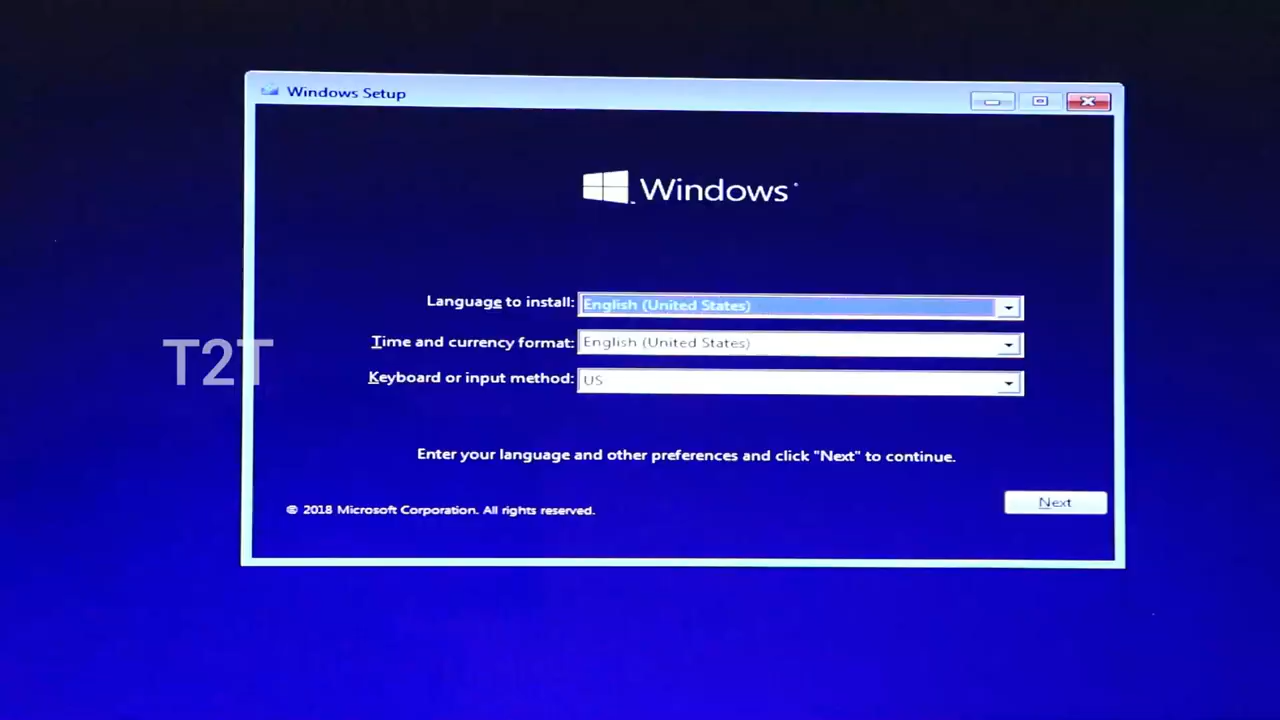 Windows Setup
Windows
Language to install: English (United States)
Time and currency format: English (United States)
T2T
Keyboard or input method: US
Enter your language and other preferences and click "Next" to continue.
Next
© 2018 Microsoft Corporation. All rights reserved.